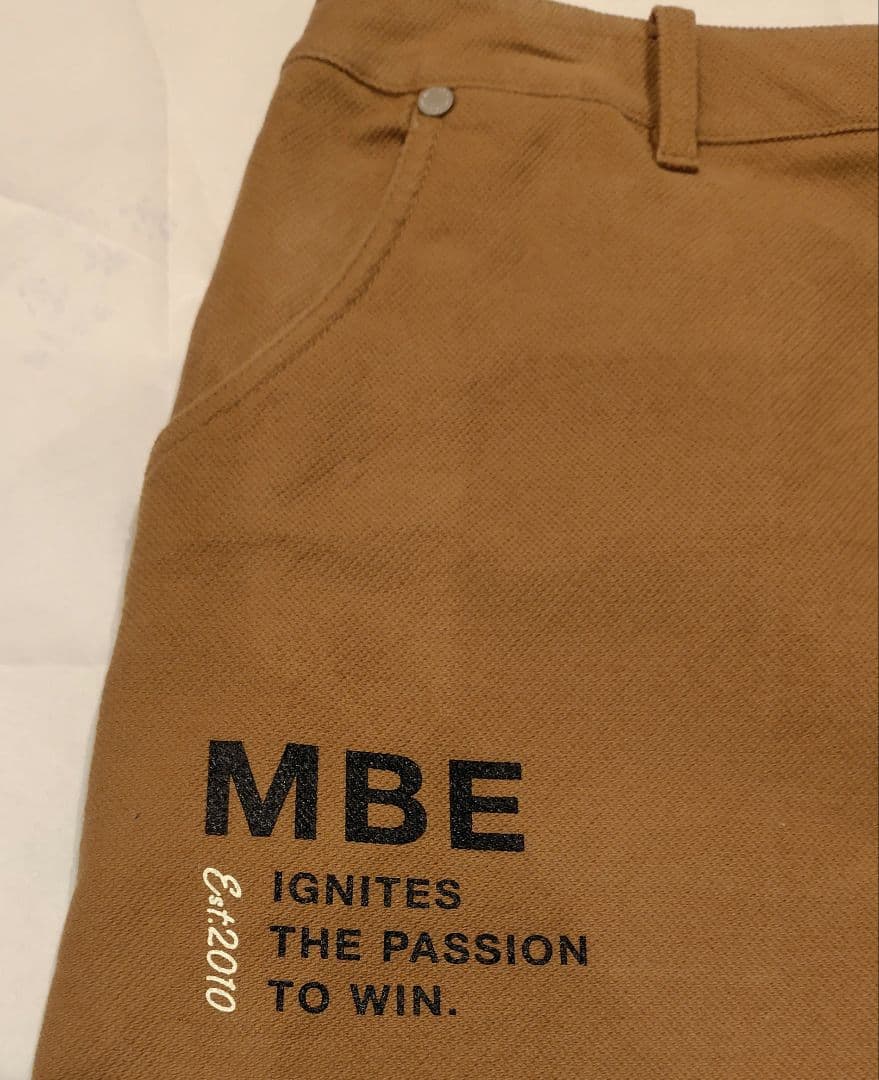 MBE
IGNITES
THE PASSION
TO WIN.
Est.2010